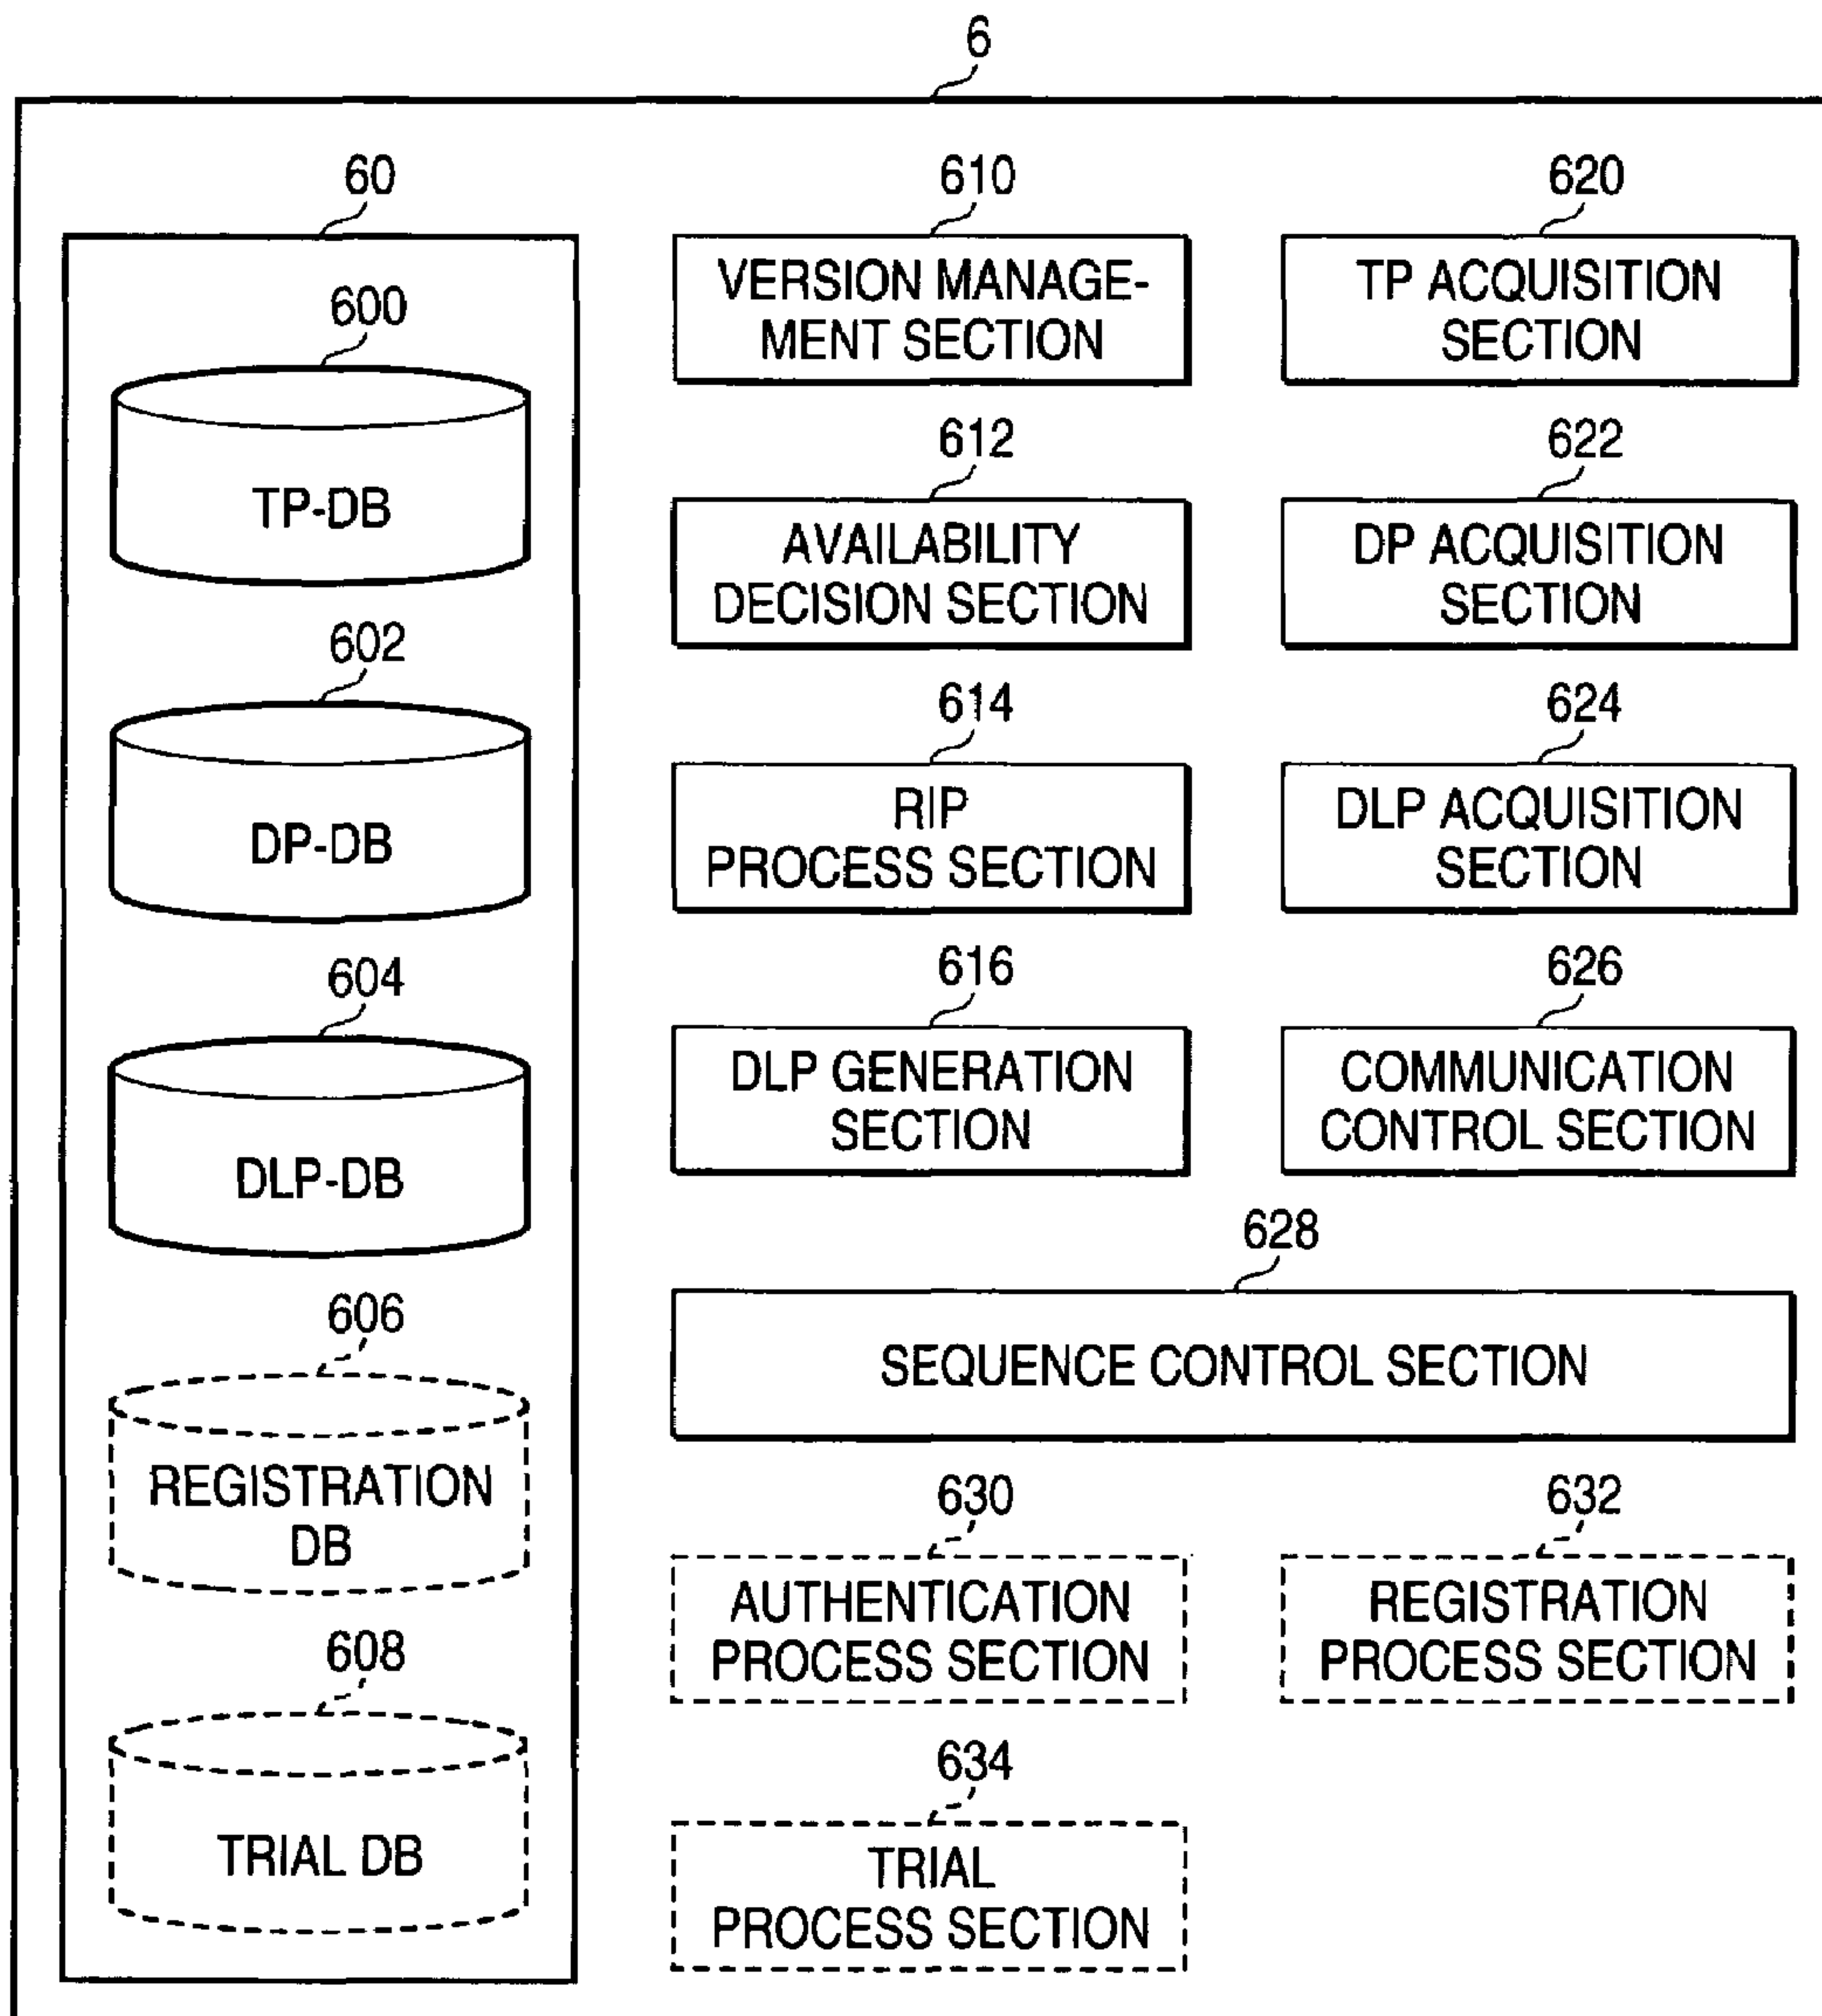 6
60
600
TP-DB
602
DP-DB
604
DLP-DB
606
REGISTRATION
DB
608
TRIAL DB
610
VERSION MANAGE-
MENT SECTION
620
TP ACQUISITION
SECTION
612
AVAILABILITY
DECISION SECTION
622
DP ACQUISITION
SECTION
614
RIP
PROCESS SECTION
624
DLP ACQUISITION
SECTION
616
DLP GENERATION
SECTION
626
COMMUNICATION
CONTROL SECTION
628
SEQUENCE CONTROL SECTION
630
AUTHENTICATION
PROCESS SECTION
632
REGISTRATION
PROCESS SECTION
634
TRIAL
PROCESS SECTION